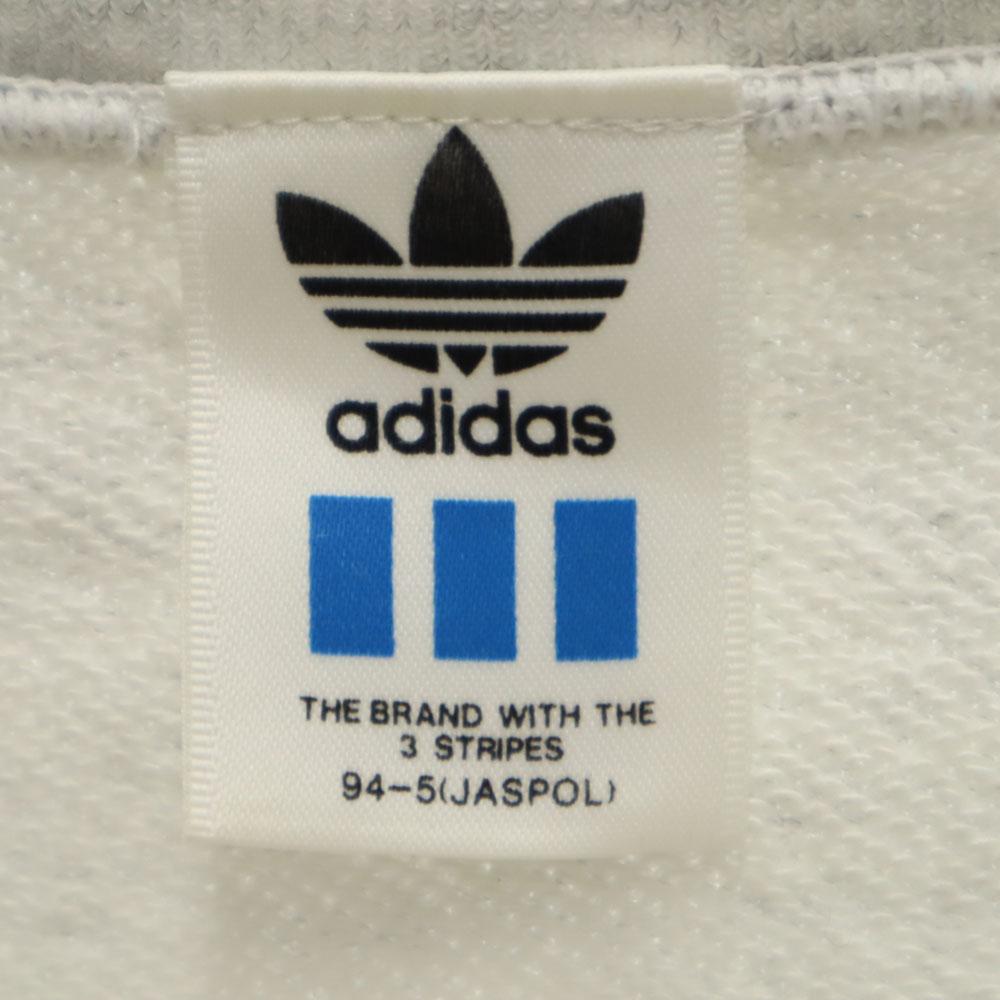 adidas
THE BRAND WITH THE
3 STRIPES
94-5(JASPOL)